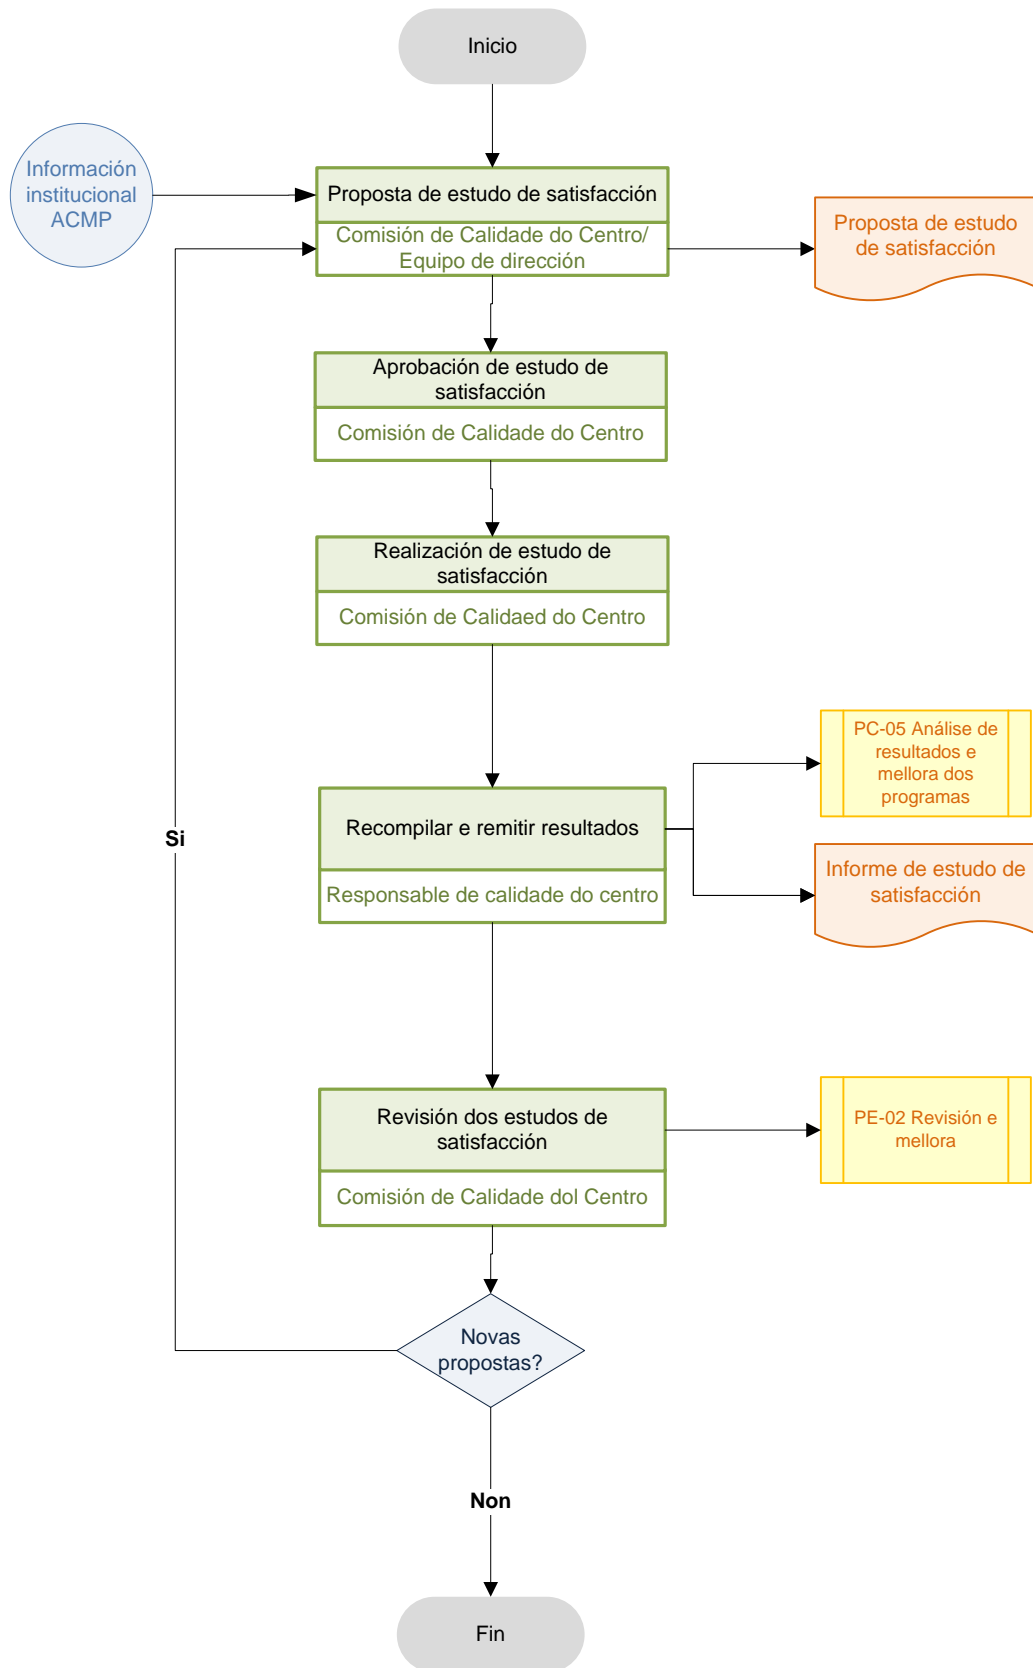 Inicio
Información
institucional
ACMP
Proposta de estudo de satisfacción
Comisión de Calidade do Centro/
Equipo de dirección
Proposta de estudo
de satisfacción
Aprobación de estudo de
satisfacción
Comisión de Calidade do Centro
Realización de estudo de
satisfacción
Comisión de Calidaed do Centro
PC-05 Análise de
resultados e
mellora dos
programas
Recompilar e remitir resultados
Responsable de calidade do centro
Informe de estudo de
satisfacción
Si
Revisión dos estudos de
satisfacción
Comisión de Calidade dol Centro
PE-02 Revisión e
mellora
Novas
propostas?
Non
Fin